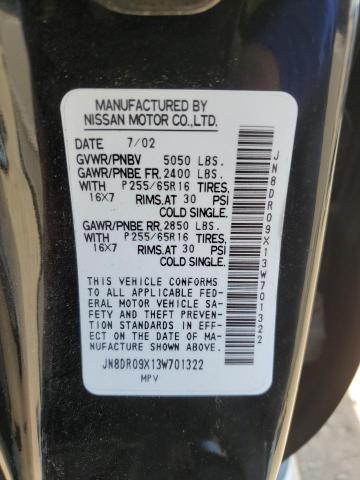 MANUFACTURED BY
NISSAN MOTOR CO.,LTD.
DATE 7/02
GVWR/PNBV 5050 LBS.
GAWR/PNBE FR. 2400 LBS.
WITH P255/65R16 TIRES,
16X7 RIMS,AT 30 PSI
COLD SINGLE.
GAWR/PNBE RR. 2850 LBS.
WITH P255/65R16 TIRES,
16X7 RIMS,AT 30 PSI
COLD SINGLE.
THIS VEHICLE CONFORMS
TO ALL APPLICABLE FED-
ERAL MOTOR VEHICLE SA-
FETY AND THEFT PREVEN-
TION STANDARDS IN EFF-
ECT ON THE DATE OF MA-
NUFACTURE SHOWN ABOVE.
JN8DR09X13W701322
MPV
JN8DR09X13W701322